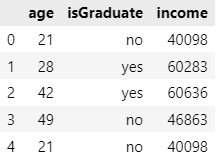 age isGraduate income
0 21 no 40098
1 28 yes 60283
2 42 yes 60636
3 49 no 46863
4 21 no 40098